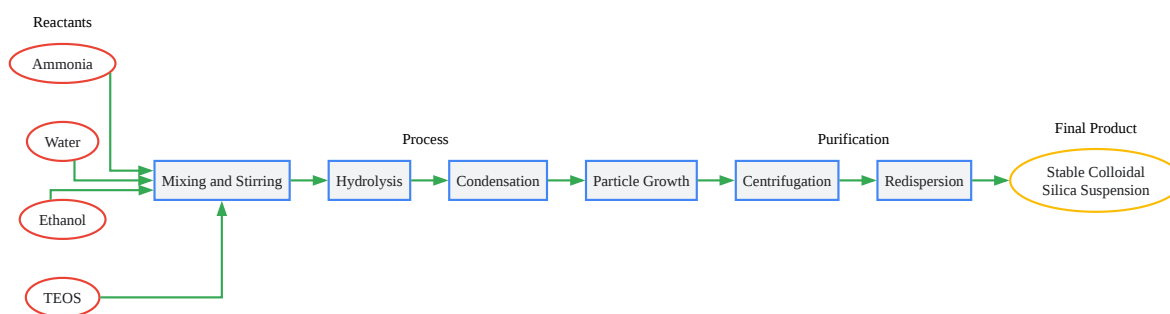 Reactants
Ammonia
Water
Ethanol
TEOS
Process
Mixing and Stirring
Hydrolysis
Condensation
Particle Growth
Purification
Centrifugation
Redispersion
Final Product
Stable Colloidal
Silica Suspension